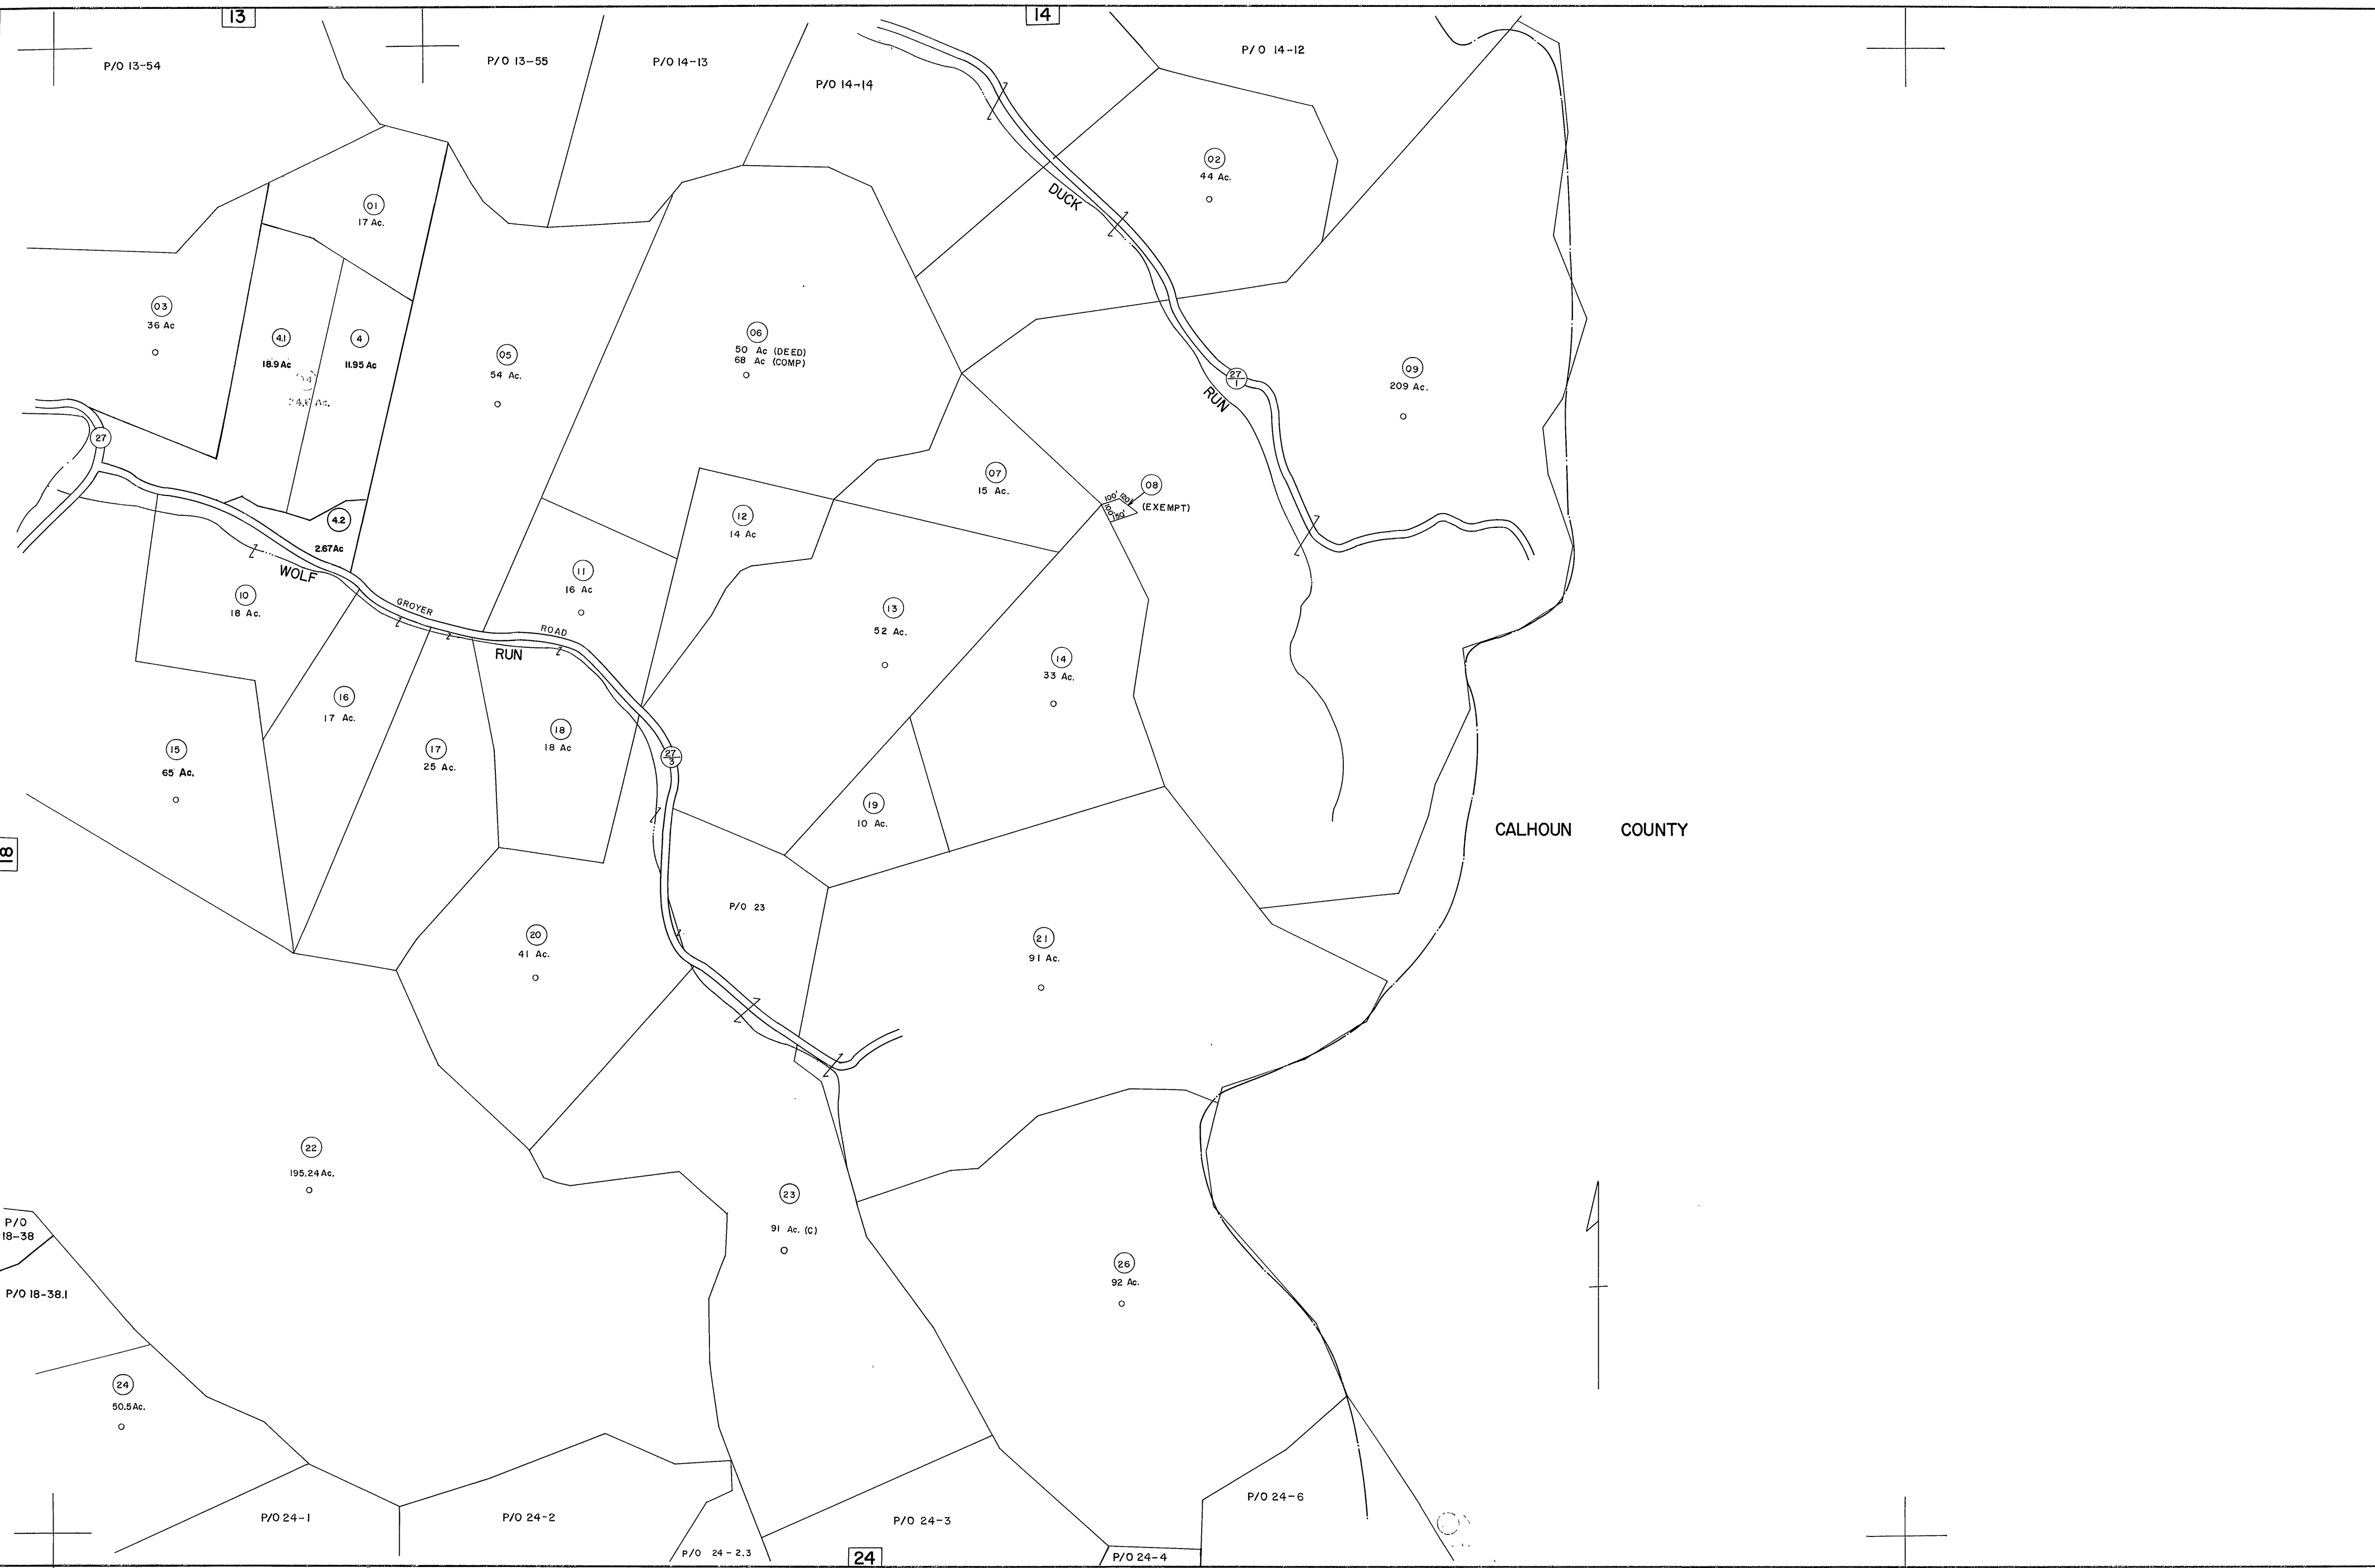 13
14
P/O 13-54
P/O 13-55
P/O 14-13
P/O 14-14
P/O 14-12
01
17 Ac.
02
44 Ac.
DUCK
RUN
27
1
03
36 Ac
4.1
18.9 Ac
4
11.95 Ac
05
54 Ac.
06
50 Ac (DEED)
68 Ac (COMP)
09
209 Ac.
27
07
15 Ac.
08
(EXEMPT)
100'
120'
100'
150'
4.2
2.67 Ac
12
14 Ac
WOLF
GROYER
ROAD
RUN
10
18 Ac.
11
16 Ac
13
52 Ac.
14
33 Ac.
16
17 Ac.
15
65 Ac.
17
25 Ac.
18
18 Ac
27
3
19
10 Ac.
CALHOUN COUNTY
18
P/O 23
20
41 Ac.
21
91 Ac.
22
195.24 Ac.
23
91 Ac. (C)
P/O
18-38
P/O 18-38.1
26
92 Ac.
24
50.5 Ac.
P/O 24-1
P/O 24-2
P/O 24-2.3
P/O 24-3
P/O 24-4
P/O 24-6
24